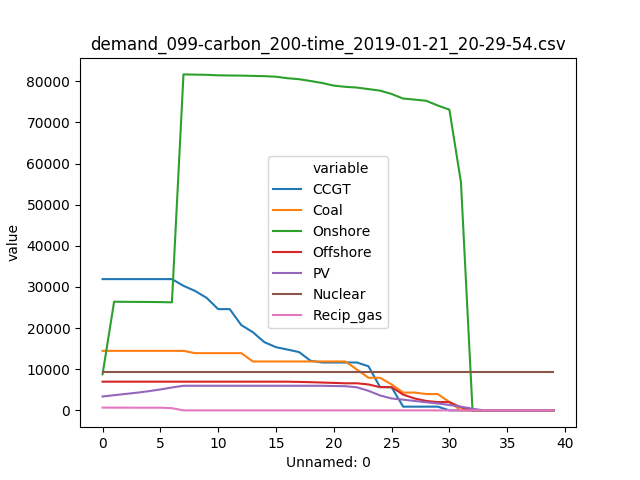 demand_099-carbon_200-time_2019-01-21_20-29-54.csv
80000
70000
60000
50000
40000
30000
20000
10000
0
value
variable
CCGT
Coal
Onshore
Offshore
PV
Nuclear
Recip_gas
0 5 10 15 20 25 30 35 40
Unnamed: 0